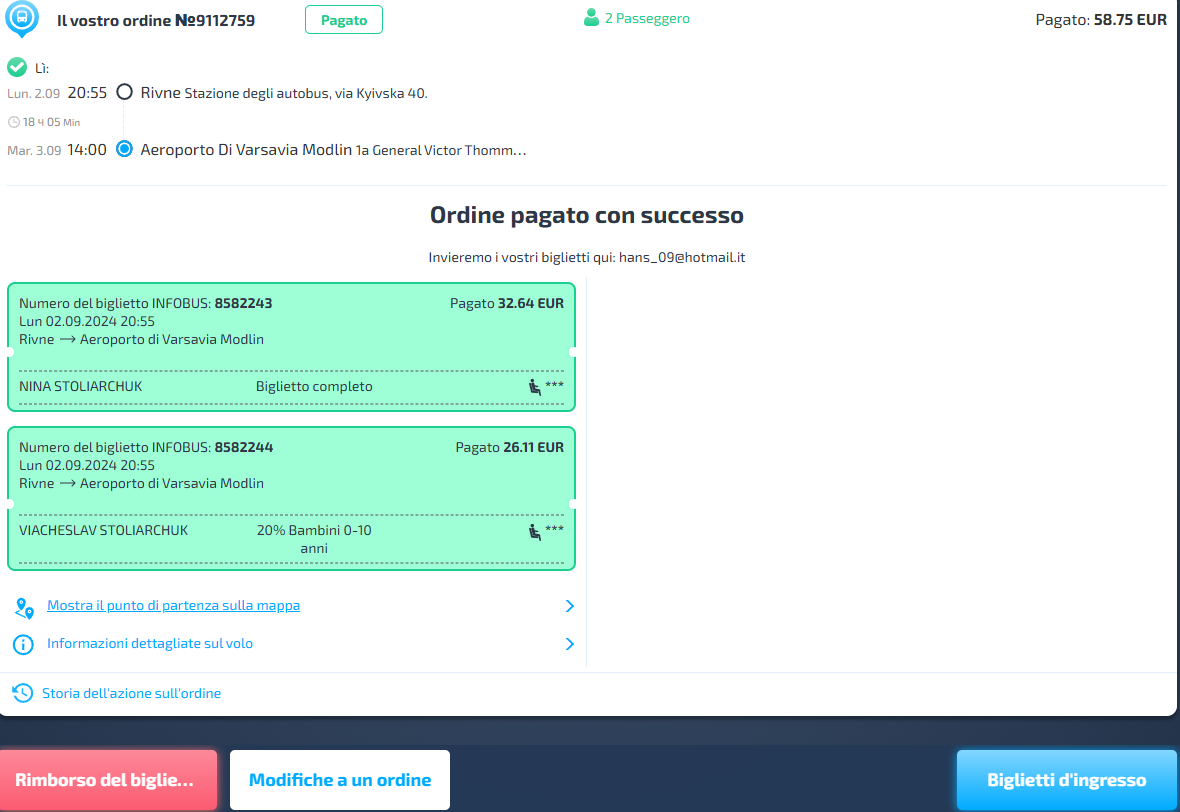 Il vostro ordine №9112759
Pagato
2 Passeggero
Pagato: 58.75 EUR
Lì:
Lun. 2.09 20:55 Rivne Stazione degli autobus, via Kyivska 40.
18 Ч 05 Min
Mar. 3.09 14:00 Aeroporto Di Varsavia Modlin 1a General Victor Thomm...
Ordine pagato con successo
Invieremo i vostri biglietti qui: hans_09@hotmail.it
Numero del biglietto INFOBUS: 8582243
Pagato 32.64 EUR
Lun 02.09.2024 20:55
Rivne → Aeroporto di Varsavia Modlin
NINA STOLIARCHUK Biglietto completo ***
Numero del biglietto INFOBUS: 8582244
Pagato 26.11 EUR
Lun 02.09.2024 20:55
Rivne → Aeroporto di Varsavia Modlin
VIACHESLAV STOLIARCHUK 20% Bambini 0-10 ***
anni
Mostra il punto di partenza sulla mappa
Informazioni dettagliate sul volo
Storia dell'azione sull'ordine
Rimborso del biglie...
Modifiche a un ordine
Biglietti d'ingresso